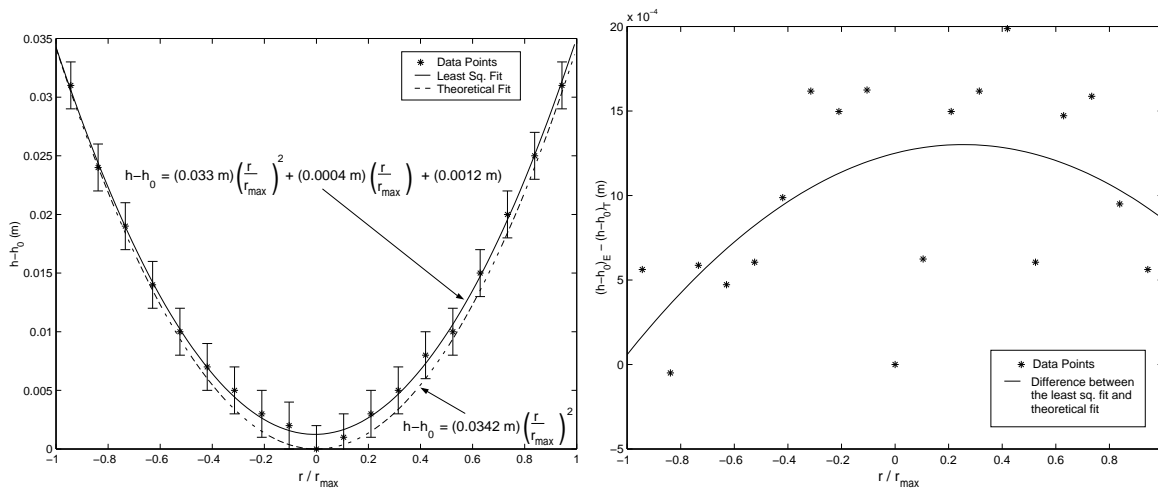 0.035
0.03
0.025
0.02
0.015
0.01
0.005
0
h−h0 (m)
−1 −0.8 −0.6 −0.4 −0.2 0 0.2 0.4 0.6 0.8 1
r / rmax
Data Points
Least Sq. Fit
Theoretical Fit
h−h0 = (0.033 m) (r/rmax)^2 + (0.0004 m) (r/rmax) + (0.0012 m)
h−h0 = (0.0342 m) (r/rmax)^2
x 10^−4
20
15
10
5
0
−5
(h−h0)E − (h−h0)T (m)
−1 −0.8 −0.6 −0.4 −0.2 0 0.2 0.4 0.6 0.8
r / rmax
Data Points
Difference between
the least sq. fit and
theoretical fit